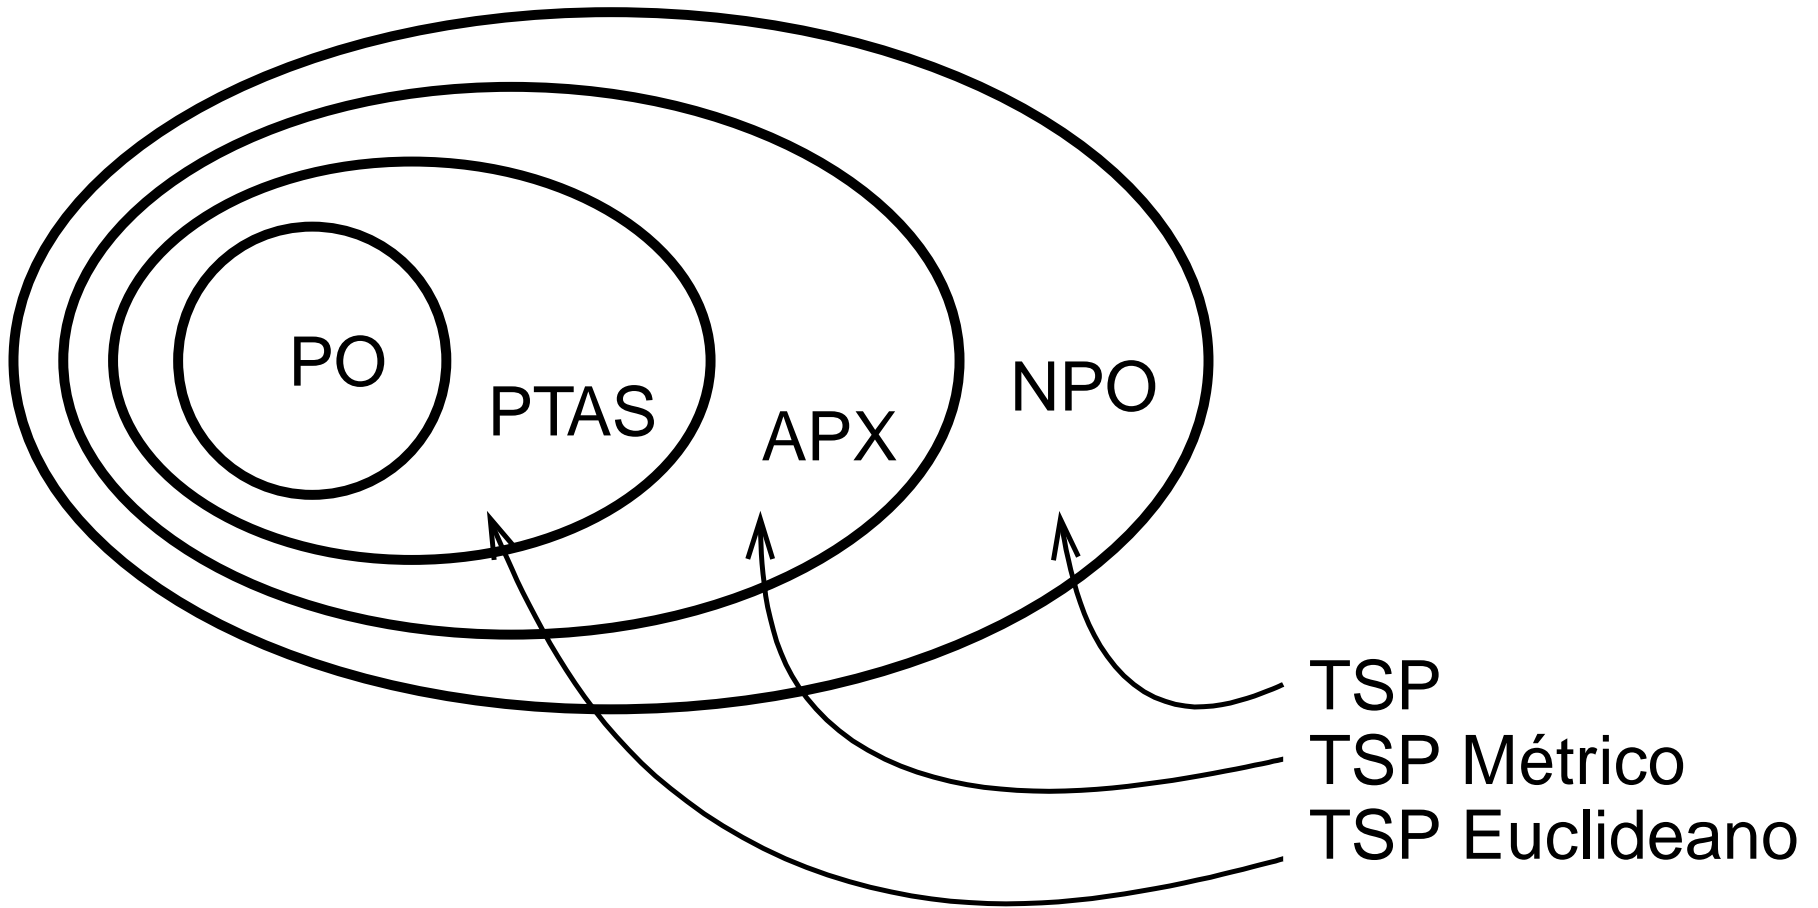 PO
PTAS
APX
NPO
TSP
TSP Métrico
TSP Euclideano